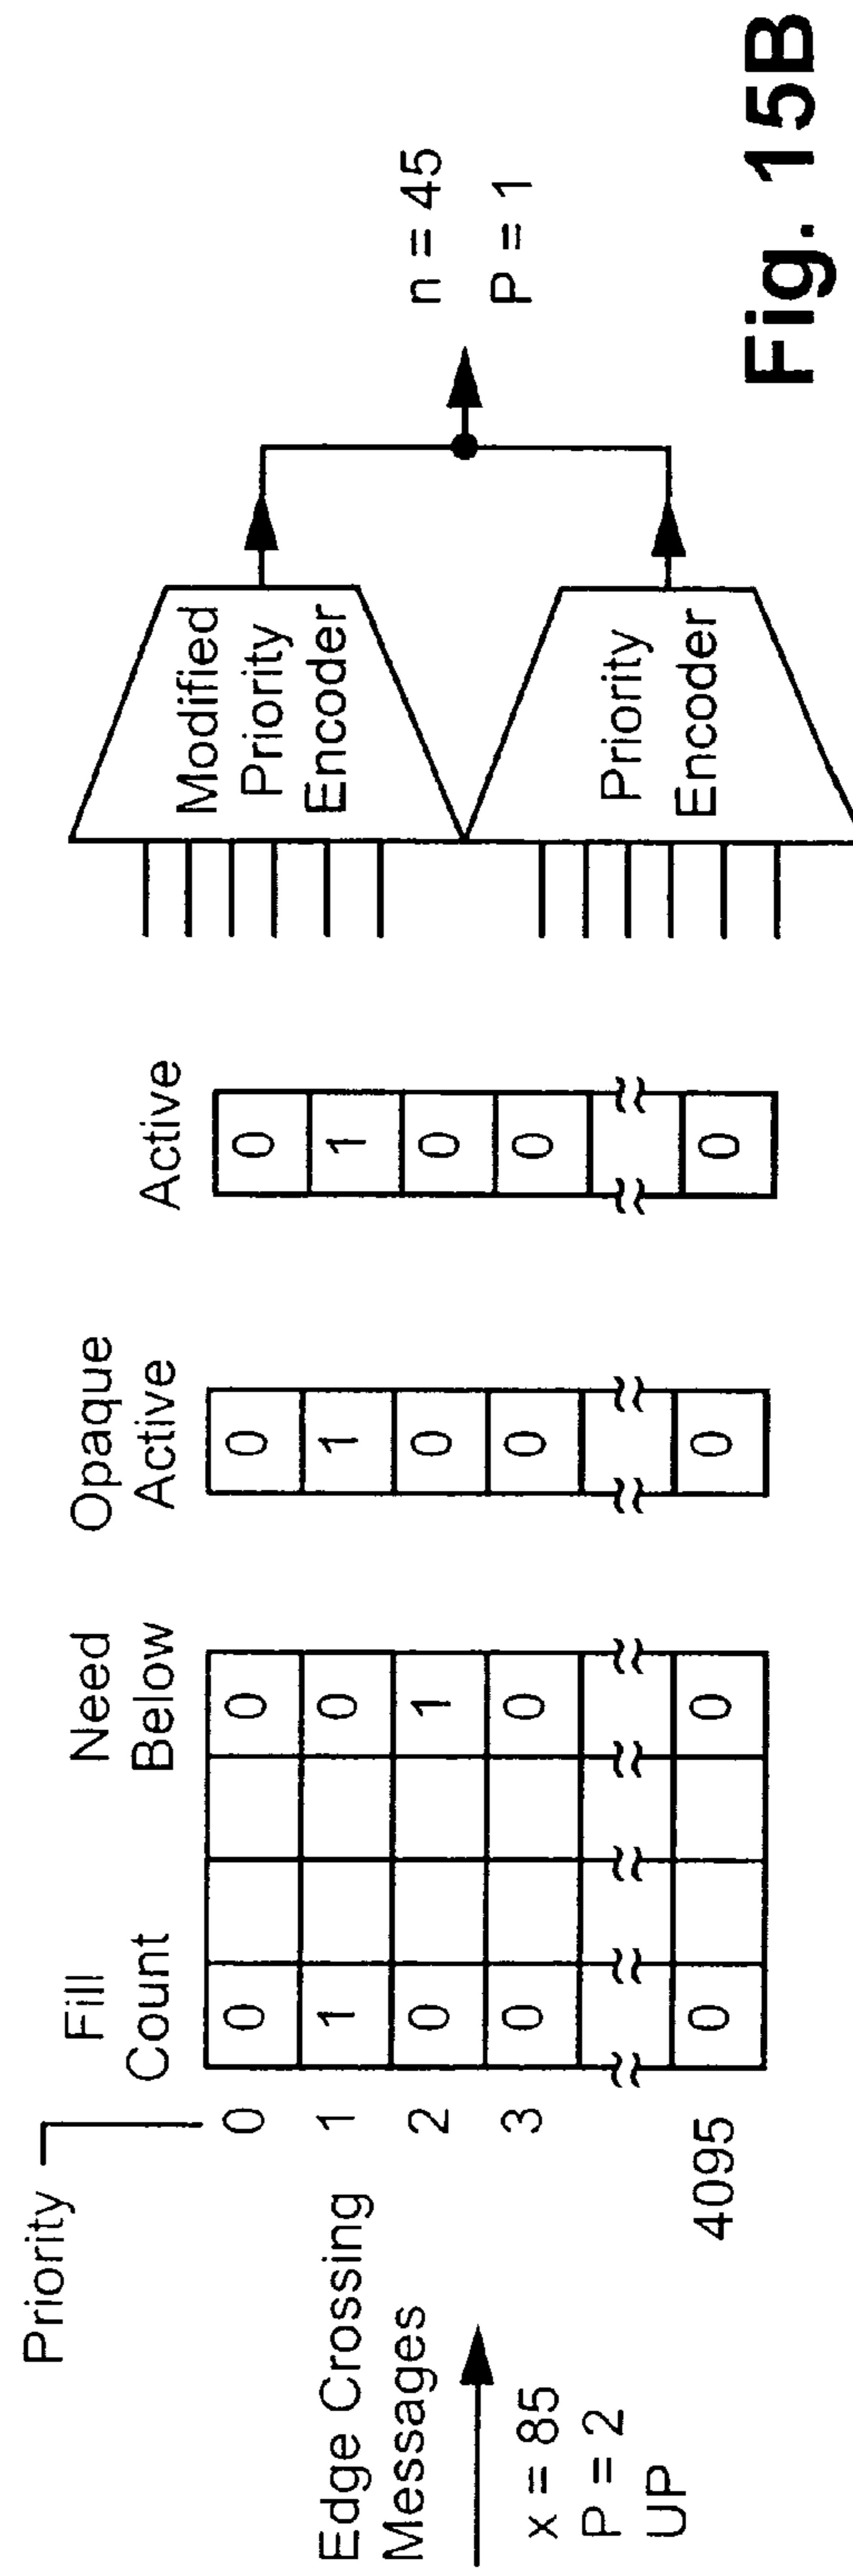 Priority
Fill
Count
Need
Below
Opaque
Active
Active
Edge Crossing
Messages
x = 85
P = 2
UP
0 0 0 0 0
1 1 0 1 1
2 0 1 0 0
3 0 0 0 0
4095 0 0 0 0
Modified
Priority
Encoder
Priority
Encoder
n = 45
P = 1
Fig. 15B